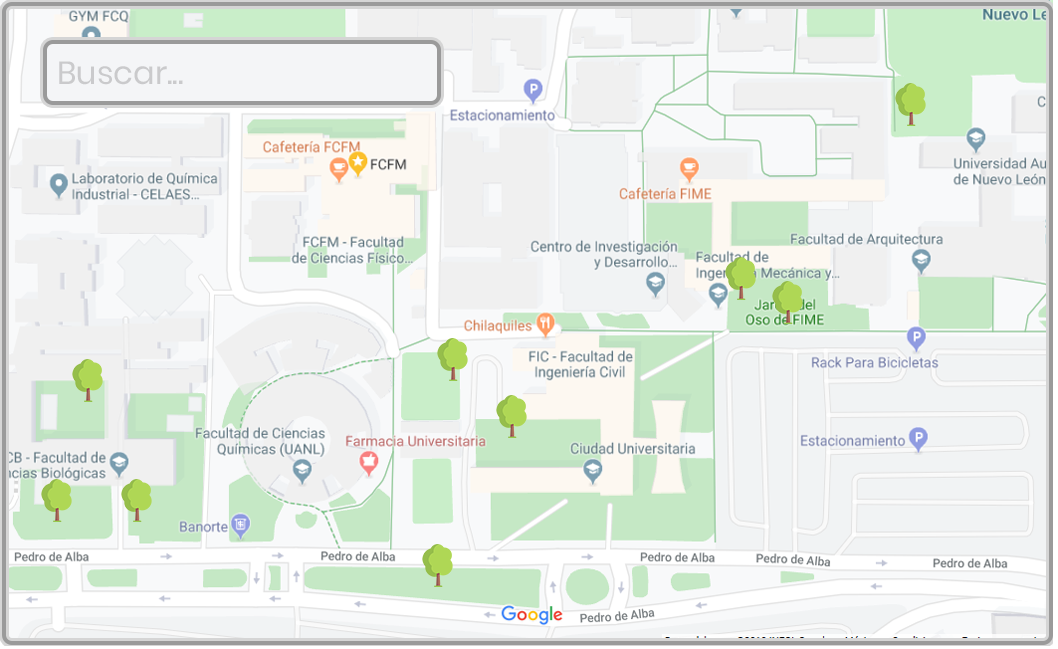 GYM FCQ
Nuevo Le
Buscar...
Estacionamiento
Cafetería FCFM
FCFM
Laboratorio de Química
Industrial - CELAES...
Cafetería FIME
Universidad Au
de Nuevo León
FCFM - Facultad
de Ciencias Físico...
Centro de Investigación
y Desarrollo...
Facultad de Arquitectura
Facultad de
Mecánica y...
del
Oso de FIME
Chilaquiles
FIC - Facultad de
Ingeniería Civil
Rack Para Bicicletas
Facultad de Ciencias
Químicas (UANL)
Farmacia Universitaria
Estacionamiento
Ciudad Universitaria
CB - Facultad de
ncias Biológicas
Banorte
Pedro de Alba
Pedro de Alba
Pedro de Alba
Pedro de Alba
Pedro de Alba
Google
Pedro de Alba